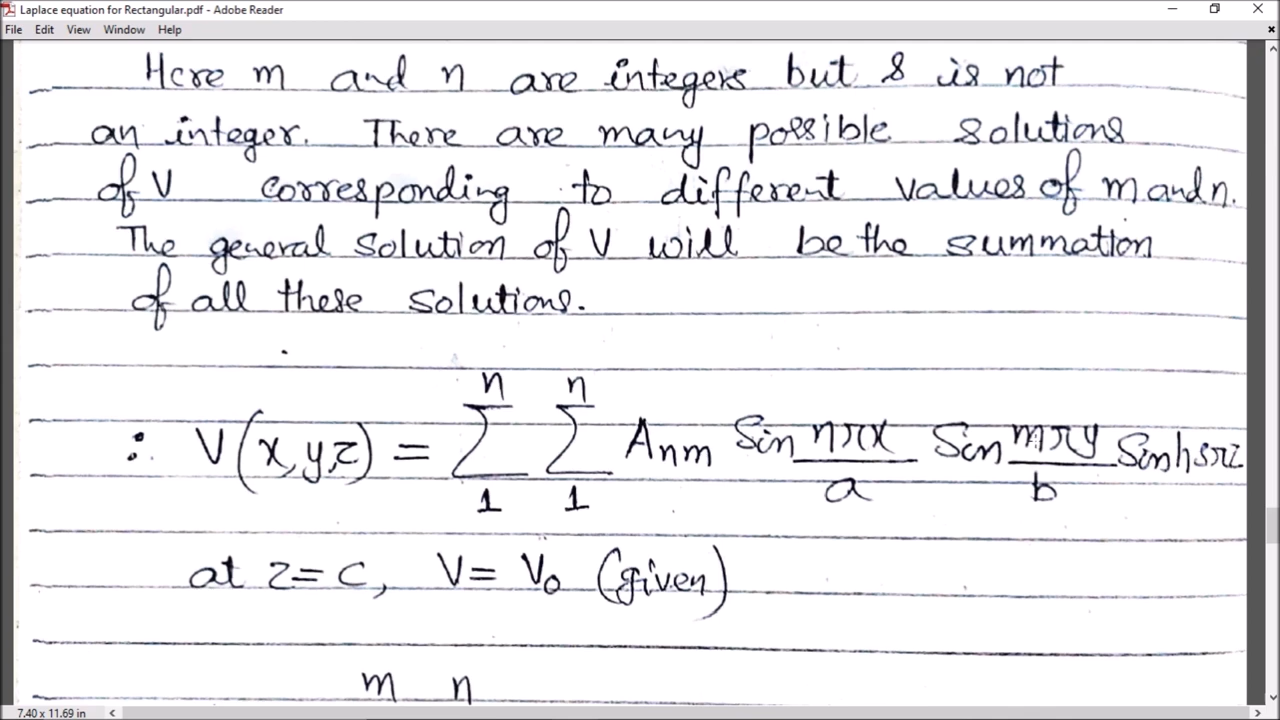 Laplace equation for Rectangular.pdf - Adobe Reader
File Edit View Window Help
Here m and n are integers but s is not
an integer. There are many possible solutions
of V corresponding to different values of m and n.
The general solution of V will be the summation
of all these solutions.
n n
∴ V(x,y,z) = Σ Σ Anm Sin nπx/a Sin mπy/b Sinh sπz
1 1
at z = c, V = V₀ (given)
m n
7.40 x 11.69 in